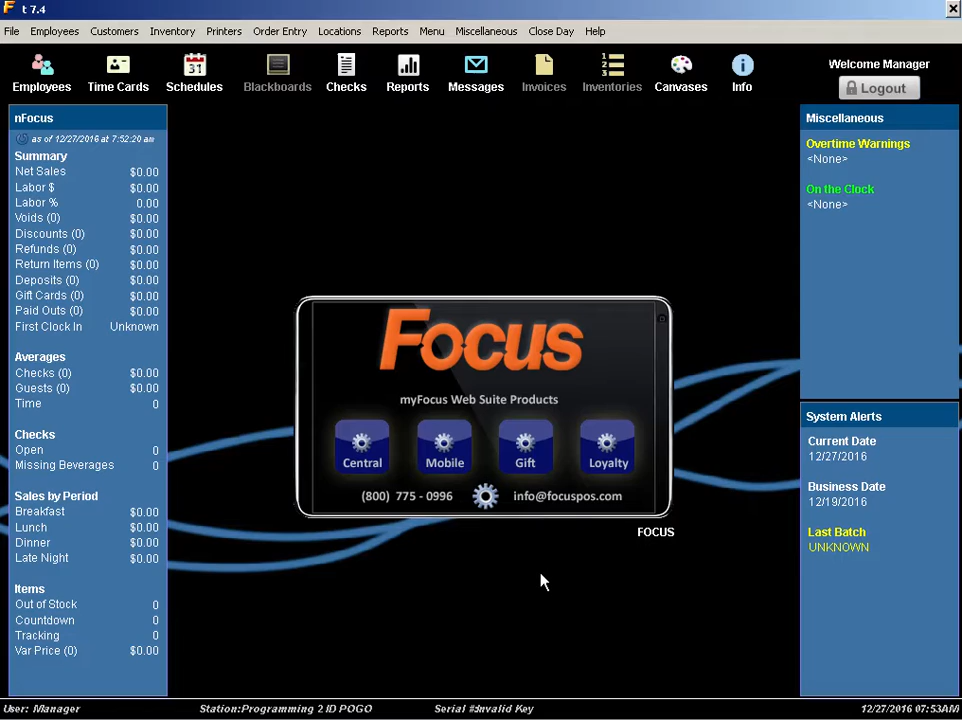 t 7.4
File Employees Customers Inventory Printers Order Entry Locations Reports Menu Miscellaneous Close Day Help
Employees Time Cards Schedules Blackboards Checks Reports Messages Invoices Inventories Canvases Info
Welcome Manager
Logout
nFocus
as of 12/27/2016 at 7:52:20 am
Summary
Net Sales $0.00
Labor $ $0.00
Labor % 0.00
Voids (0) $0.00
Discounts (0) $0.00
Refunds (0) $0.00
Return Items (0) $0.00
Deposits (0) $0.00
Gift Cards (0) $0.00
Paid Outs (0) $0.00
First Clock In Unknown
Averages
Checks (0) $0.00
Guests (0) $0.00
Time 0
Checks
Open 0
Missing Beverages 0
Sales by Period
Breakfast $0.00
Lunch $0.00
Dinner $0.00
Late Night $0.00
Items
Out of Stock 0
Countdown 0
Tracking 0
Var Price (0) $0.00
Focus
myFocus Web Suite Products
Central Mobile Gift Loyalty
(800) 775 - 0996 info@focuspos.com
FOCUS
Miscellaneous
Overtime Warnings
<None>
On the Clock
<None>
System Alerts
Current Date
12/27/2016
Business Date
12/19/2016
Last Batch
UNKNOWN
User: Manager Station:Programming 2 ID POGO Serial #:Invalid Key 12/27/2016 07:53AM